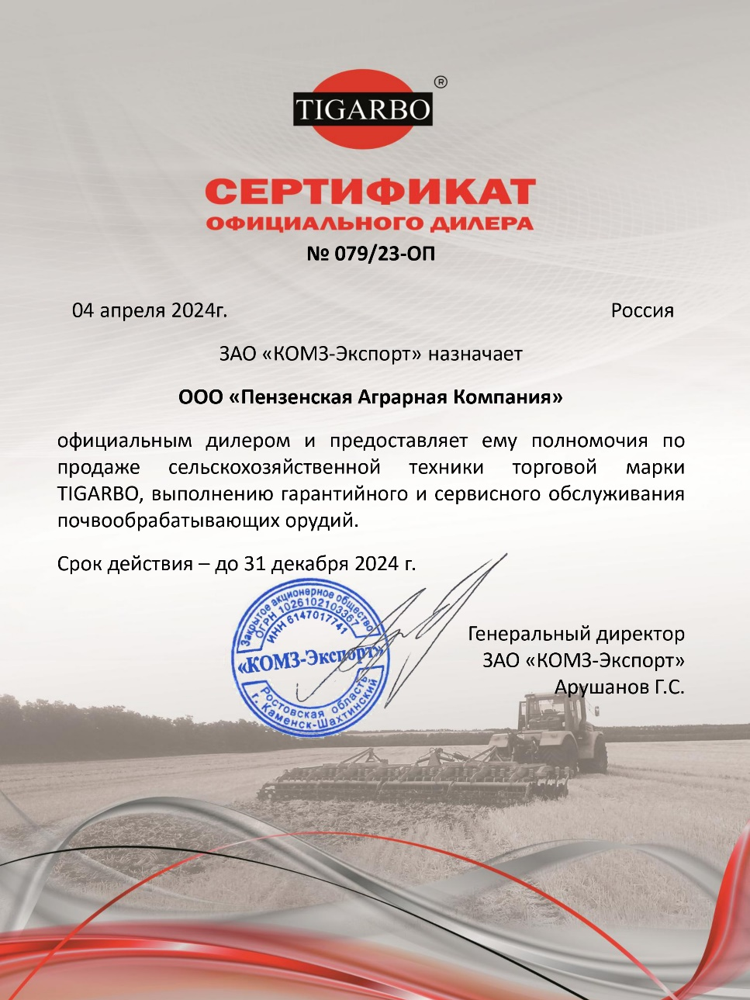 TIGARBO ®
СЕРТИФИКАТ
ОФИЦИАЛЬНОГО ДИЛЕРА
№ 079/23-ОП
04 апреля 2024г. Россия
ЗАО «КОМЗ-Экспорт» назначает
ООО «Пензенская Аграрная Компания»
официальным дилером и предоставляет ему полномочия по
продаже сельскохозяйственной техники торговой марки
TIGARBO, выполнению гарантийного и сервисного обслуживания
почвообрабатывающих орудий.
Срок действия – до 31 декабря 2024 г.
Закрытое акционерное общество
ОГРН 1026102103367
ИНН 6147017741
«КОМЗ-Экспорт»
Ростовская область
г. Каменск-Шахтинский
Генеральный директор
ЗАО «КОМЗ-Экспорт»
Арушанов Г.С.